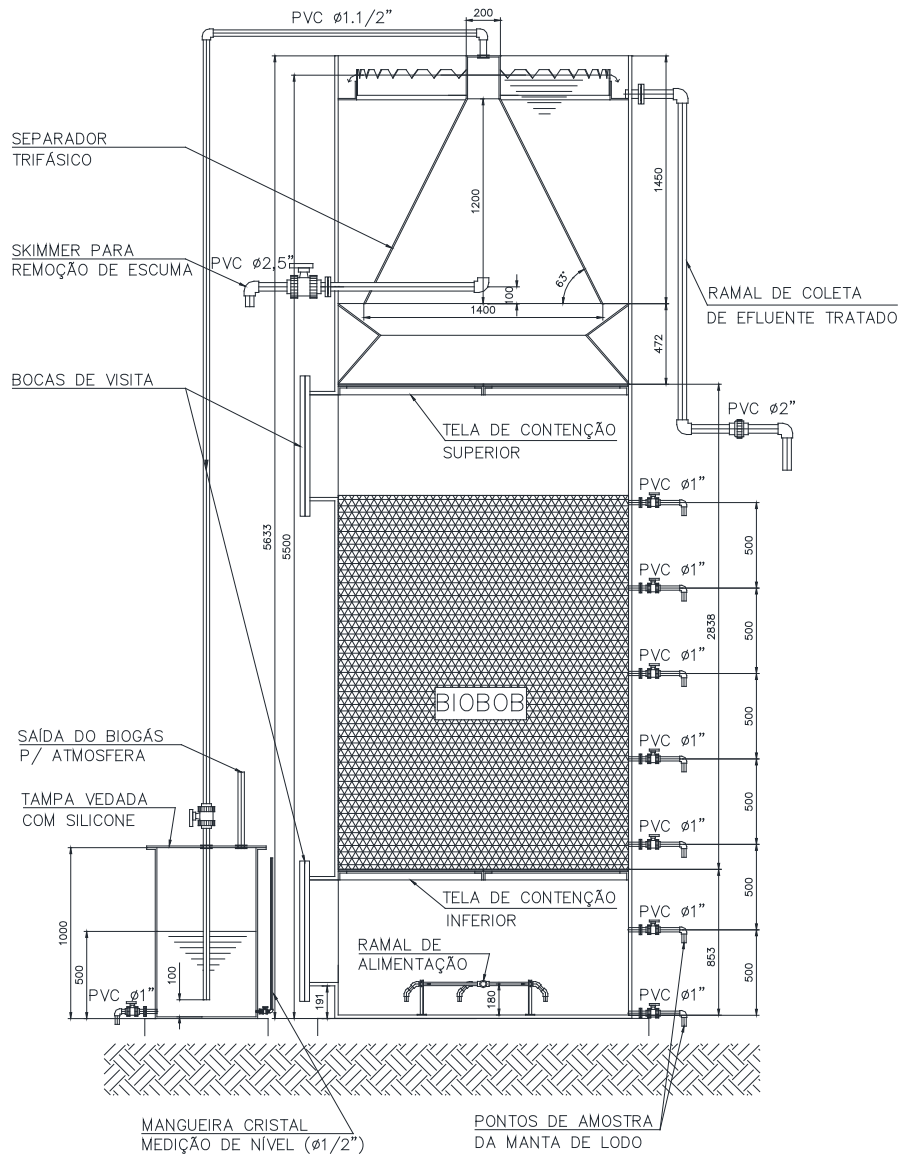 200
PVC ø1.1/2”
SEPARADOR
TRIFÁSICO
1200
1450
SKIMMER PARA
REMOÇÃO DE ESCUMA
PVC ø2,5”
63°
100
1400
RAMAL DE COLETA
DE EFLUENTE TRATADO
472
BOCAS DE VISITA
PVC ø2”
TELA DE CONTENÇÃO
SUPERIOR
PVC ø1”
5633
5500
500
PVC ø1”
2838
500
PVC ø1”
500
BIOBOB
PVC ø1”
SAÍDA DO BIOGÁS
P/ ATMOSFERA
500
TAMPA VEDADA
COM SILICONE
PVC ø1”
500
TELA DE CONTENÇÃO
INFERIOR
1000
PVC ø1”
RAMAL DE
ALIMENTAÇÃO
853
500
500
100
PVC ø1”
191
180
PVC ø1”
MANGUEIRA CRISTAL
MEDIÇÃO DE NÍVEL (ø1/2”)
PONTOS DE AMOSTRA
DA MANTA DE LODO